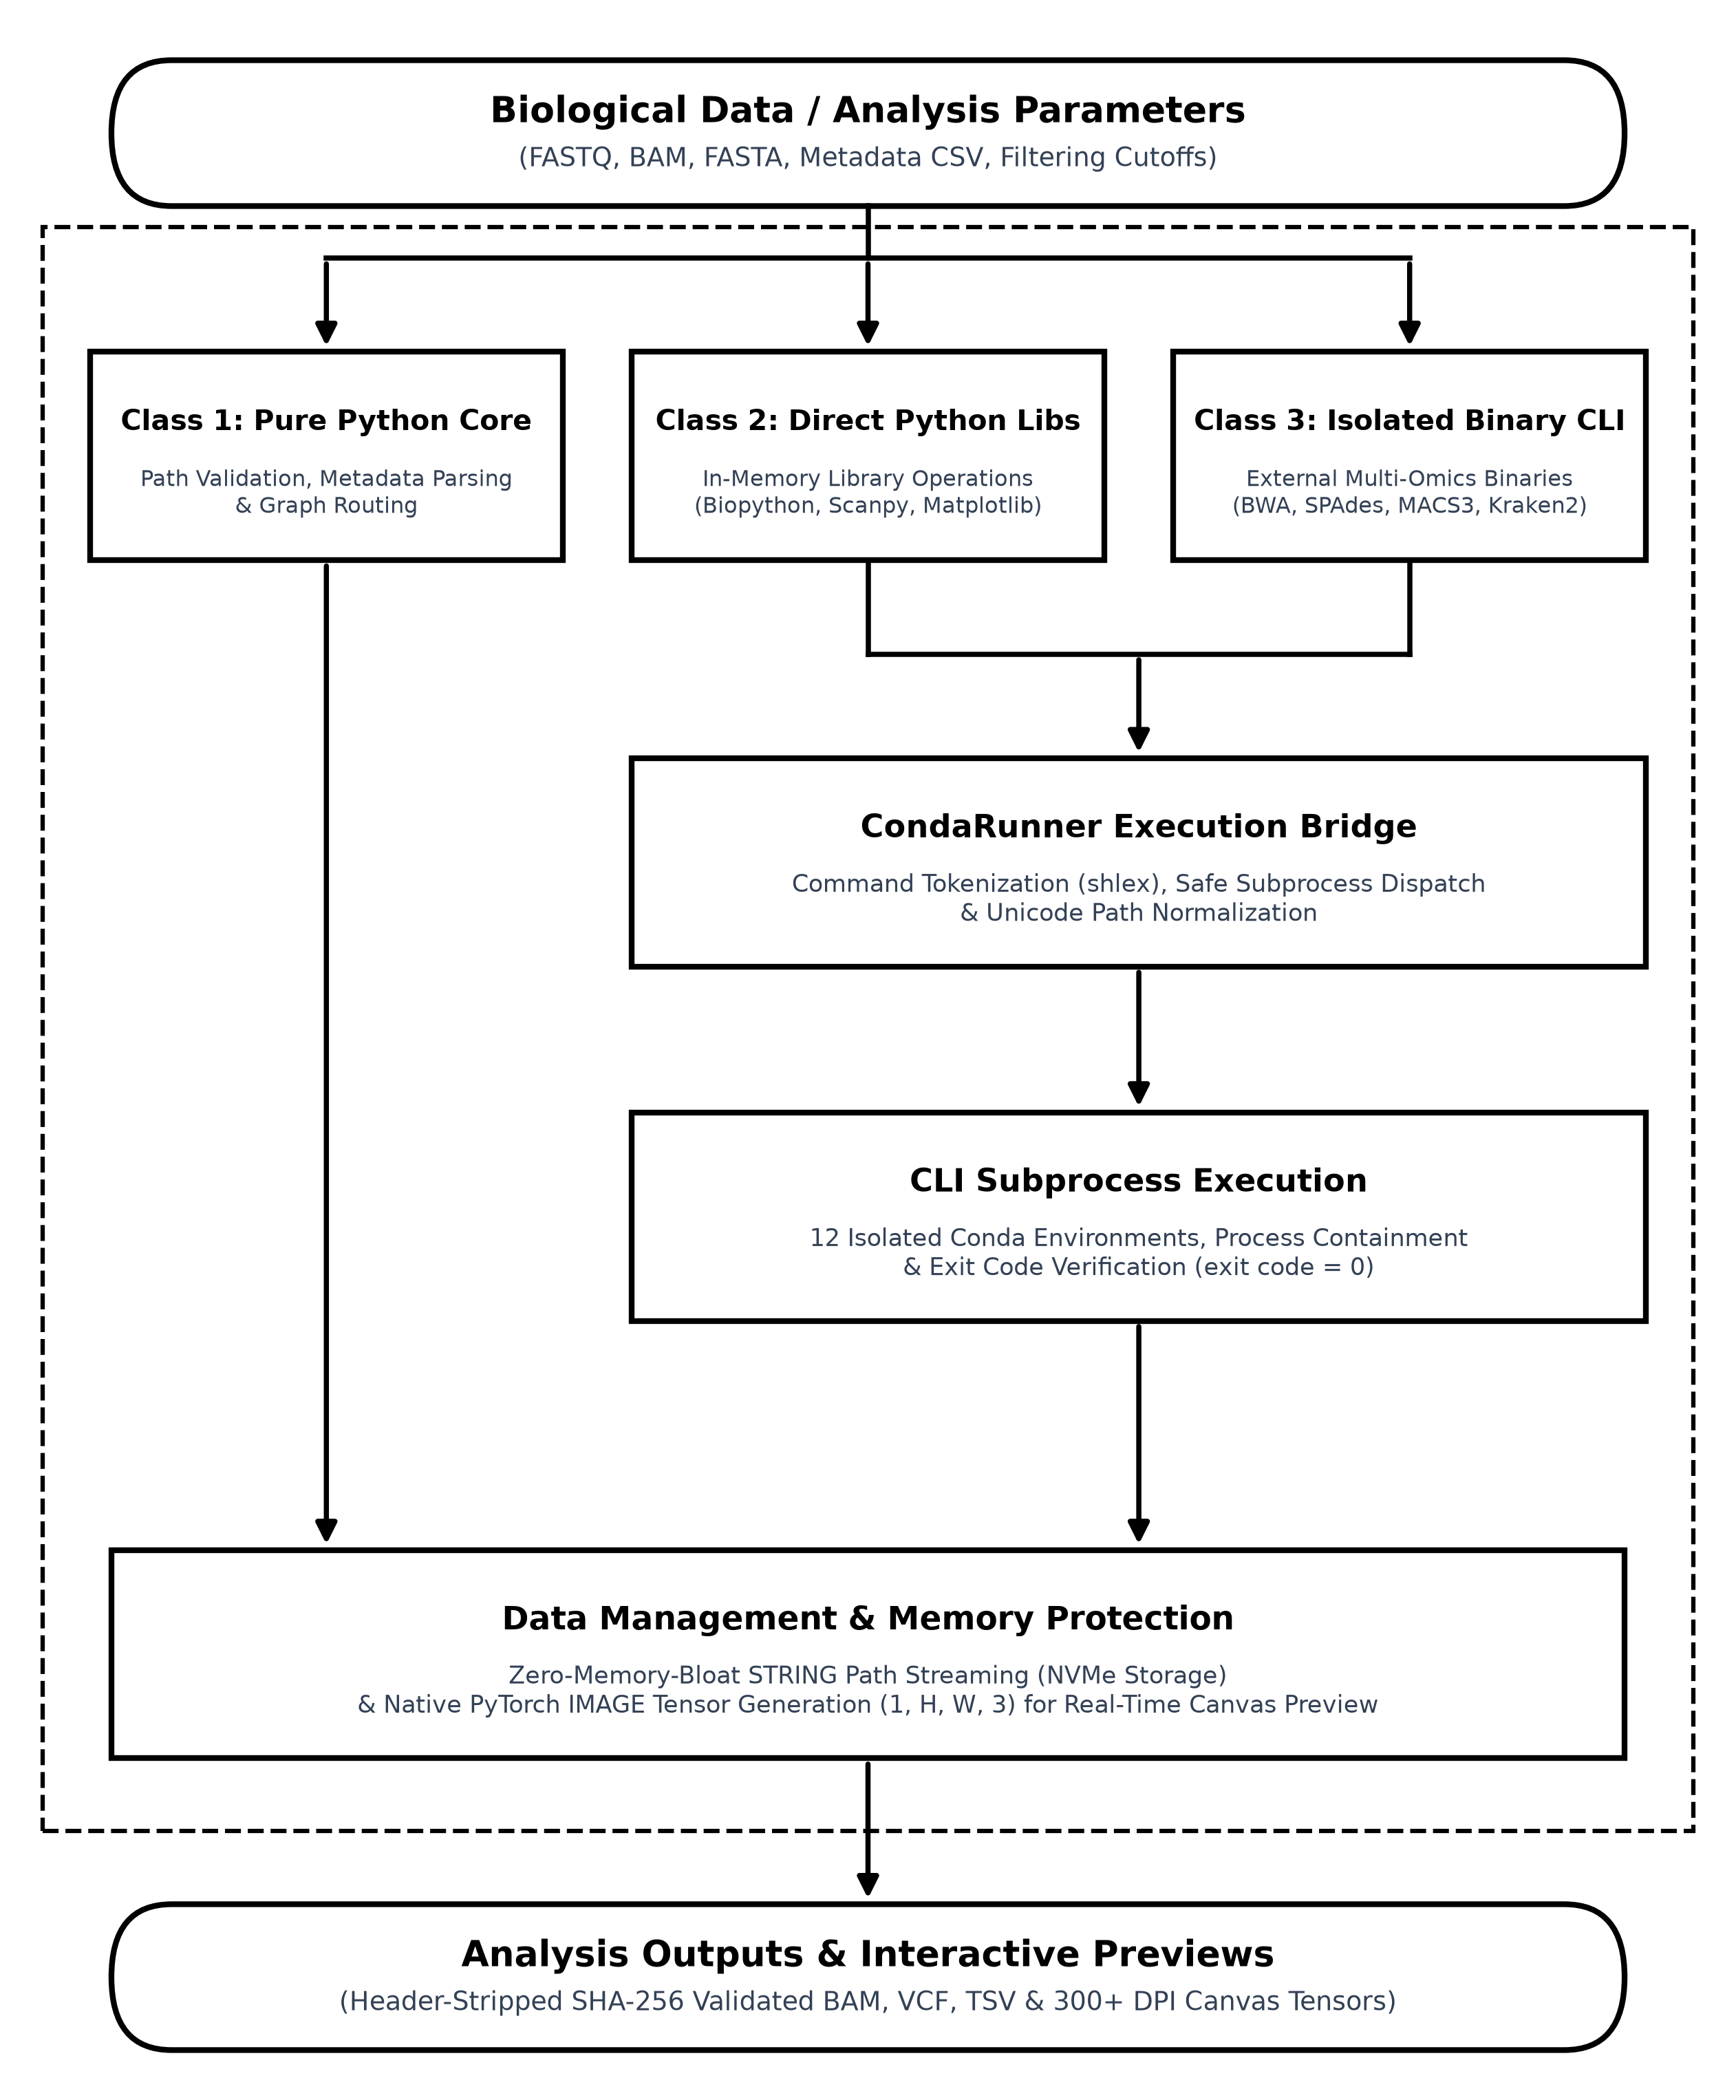 Biological Data / Analysis Parameters
(FASTQ, BAM, FASTA, Metadata CSV, Filtering Cutoffs)
Class 1: Pure Python Core
Path Validation, Metadata Parsing
& Graph Routing
Class 2: Direct Python Libs
In-Memory Library Operations
(Biopython, Scanpy, Matplotlib)
Class 3: Isolated Binary CLI
External Multi-Omics Binaries
(BWA, SPAdes, MACS3, Kraken2)
CondaRunner Execution Bridge
Command Tokenization (shlex), Safe Subprocess Dispatch
& Unicode Path Normalization
CLI Subprocess Execution
12 Isolated Conda Environments, Process Containment
& Exit Code Verification (exit code = 0)
Data Management & Memory Protection
Zero-Memory-Bloat STRING Path Streaming (NVMe Storage)
& Native PyTorch IMAGE Tensor Generation (1, H, W, 3) for Real-Time Canvas Preview
Analysis Outputs & Interactive Previews
(Header-Stripped SHA-256 Validated BAM, VCF, TSV & 300+ DPI Canvas Tensors)